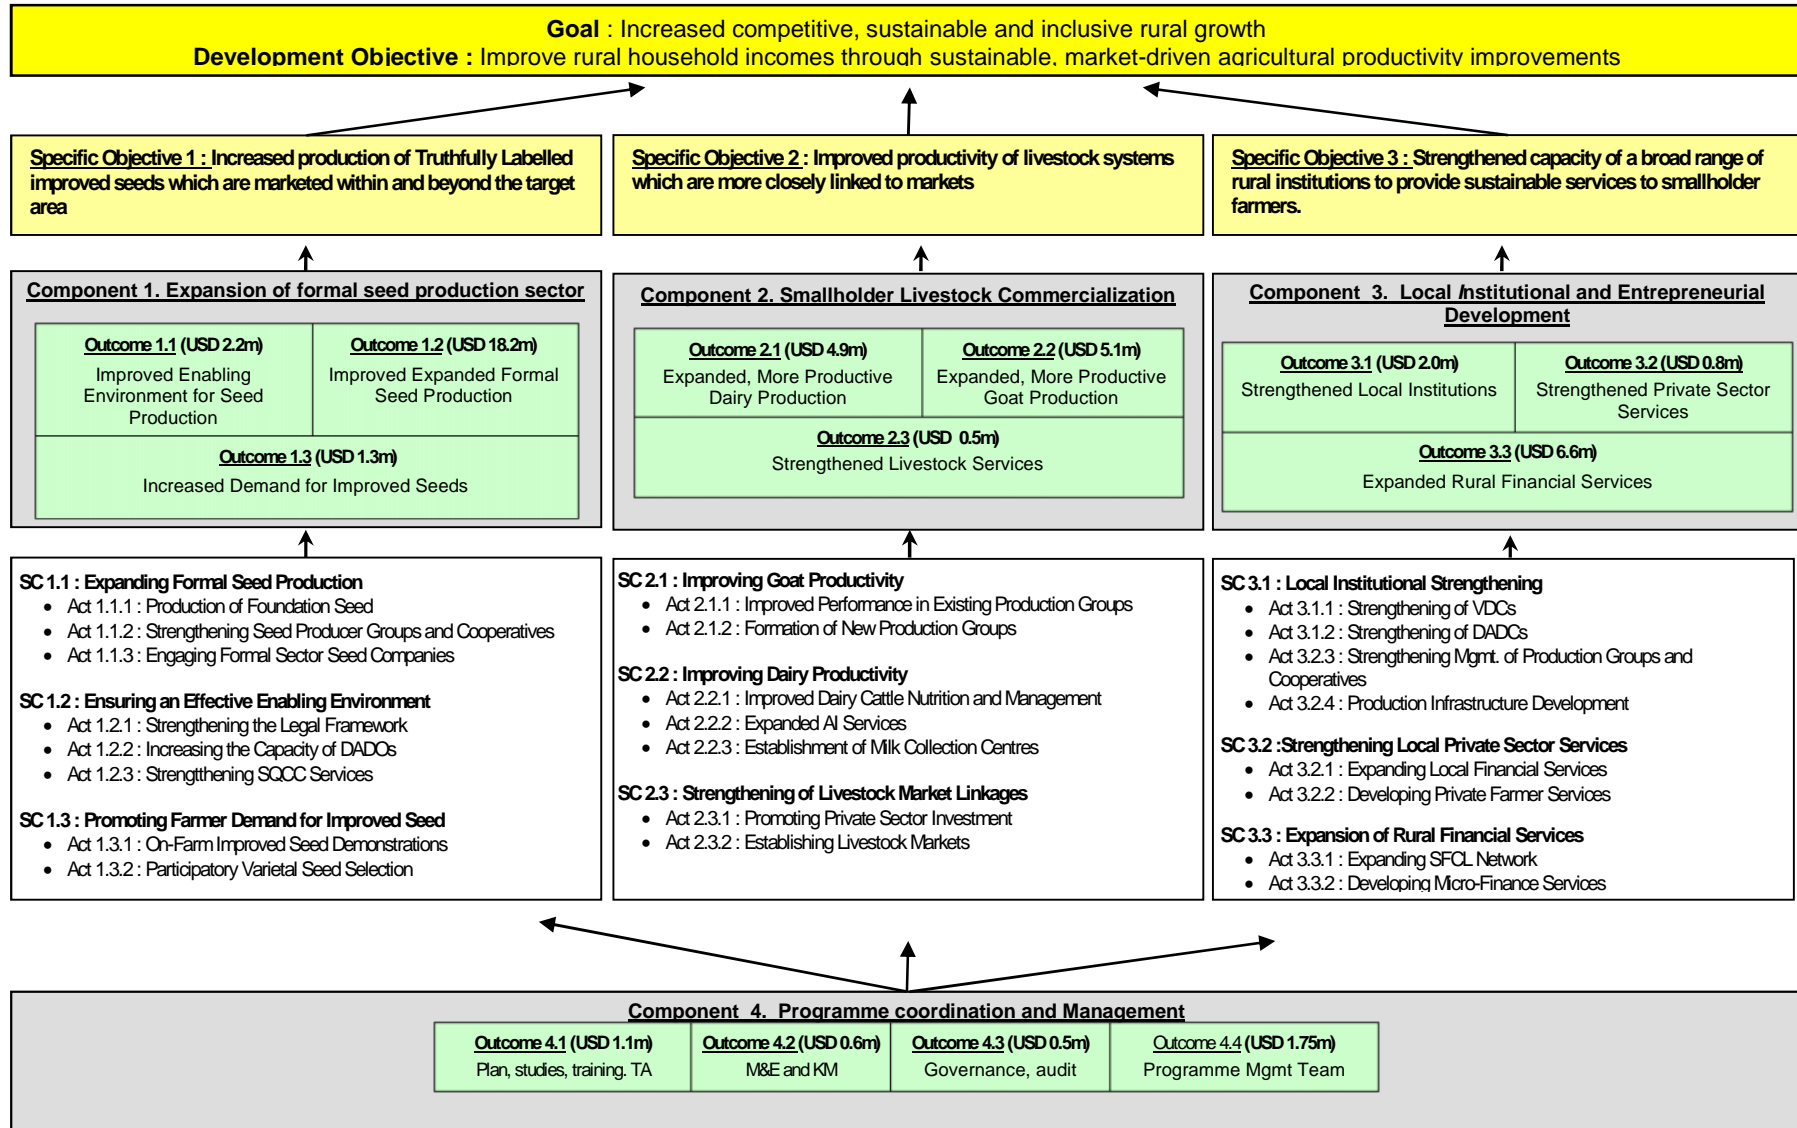 Goal : Increased competitive, sustainable and inclusive rural growth
Development Objective : Improve rural household incomes through sustainable, market-driven agricultural productivity improvements
Specific Objective 1 : Increased production of Truthfully Labelled
improved seeds which are marketed within and beyond the target
area
Specific Objective 2 : Improved productivity of livestock systems
which are more closely linked to markets
Specific Objective 3 : Strengthened capacity of a broad range of
rural institutions to provide sustainable services to smallholder
farmers.
Component 1. Expansion of formal seed production sector
Outcome 1.1 (USD 2.2m)
Improved Enabling
Environment for Seed
Production
Outcome 1.2 (USD 18.2m)
Improved Expanded Formal
Seed Production
Outcome 1.3 (USD 1.3m)
Increased Demand for Improved Seeds
Component 2. Smallholder Livestock Commercialization
Outcome 2.1 (USD 4.9m)
Expanded, More Productive
Dairy Production
Outcome 2.2 (USD 5.1m)
Expanded, More Productive
Goat Production
Outcome 2.3 (USD 0.5m)
Strengthened Livestock Services
Component 3. Local Institutional and Entrepreneurial
Development
Outcome 3.1 (USD 2.0m)
Strengthened Local Institutions
Outcome 3.2 (USD 0.8m)
Strengthened Private Sector
Services
Outcome 3.3 (USD 6.6m)
Expanded Rural Financial Services
SC 1.1 : Expanding Formal Seed Production
• Act 1.1.1 : Production of Foundation Seed
• Act 1.1.2 : Strengthening Seed Producer Groups and Cooperatives
• Act 1.1.3 : Engaging Formal Sector Seed Companies
SC 1.2 : Ensuring an Effective Enabling Environment
• Act 1.2.1 : Strengthening the Legal Framework
• Act 1.2.2 : Increasing the Capacity of DADOs
• Act 1.2.3 : Strengtthening SQCC Services
SC 1.3 : Promoting Farmer Demand for Improved Seed
• Act 1.3.1 : On-Farm Improved Seed Demonstrations
• Act 1.3.2 : Participatory Varietal Seed Selection
SC 2.1 : Improving Goat Productivity
• Act 2.1.1 : Improved Performance in Existing Production Groups
• Act 2.1.2 : Formation of New Production Groups
SC 2.2 : Improving Dairy Productivity
• Act 2.2.1 : Improved Dairy Cattle Nutrition and Management
• Act 2.2.2 : Expanded AI Services
• Act 2.2.3 : Establishment of Milk Collection Centres
SC 2.3 : Strengthening of Livestock Market Linkages
• Act 2.3.1 : Promoting Private Sector Investment
• Act 2.3.2 : Establishing Livestock Markets
SC 3.1 : Local Institutional Strengthening
• Act 3.1.1 : Strengthening of VDCs
• Act 3.1.2 : Strengthening of DADCs
• Act 3.2.3 : Strengthening Mgmt. of Production Groups and
Cooperatives
• Act 3.2.4 : Production Infrastructure Development
SC 3.2 :Strengthening Local Private Sector Services
• Act 3.2.1 : Expanding Local Financial Services
• Act 3.2.2 : Developing Private Farmer Services
SC 3.3 : Expansion of Rural Financial Services
• Act 3.3.1 : Expanding SFCL Network
• Act 3.3.2 : Developing Micro-Finance Services
Component 4. Programme coordination and Management
Outcome 4.1 (USD 1.1m)
Plan, studies, training. TA
Outcome 4.2 (USD 0.6m)
M&E and KM
Outcome 4.3 (USD 0.5m)
Governance, audit
Outcome 4.4 (USD 1.75m)
Programme Mgmt Team